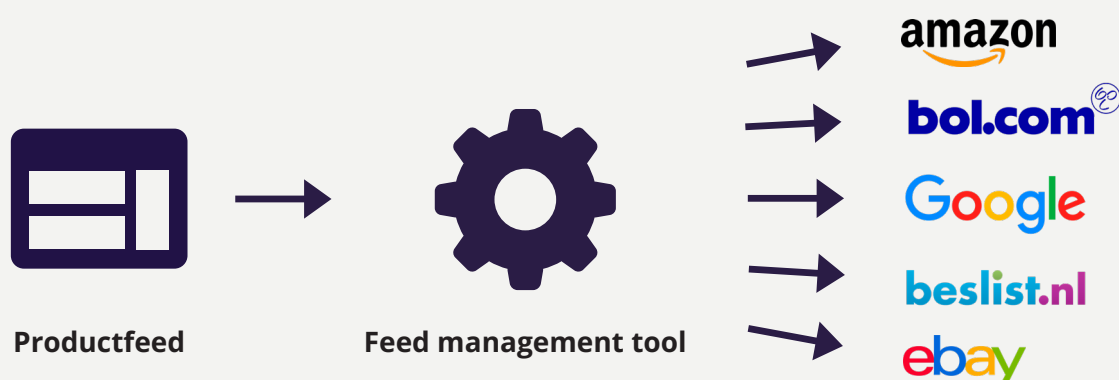 Productfeed
Feed management tool
amazon
bol.com
Google
beslist.nl
ebay